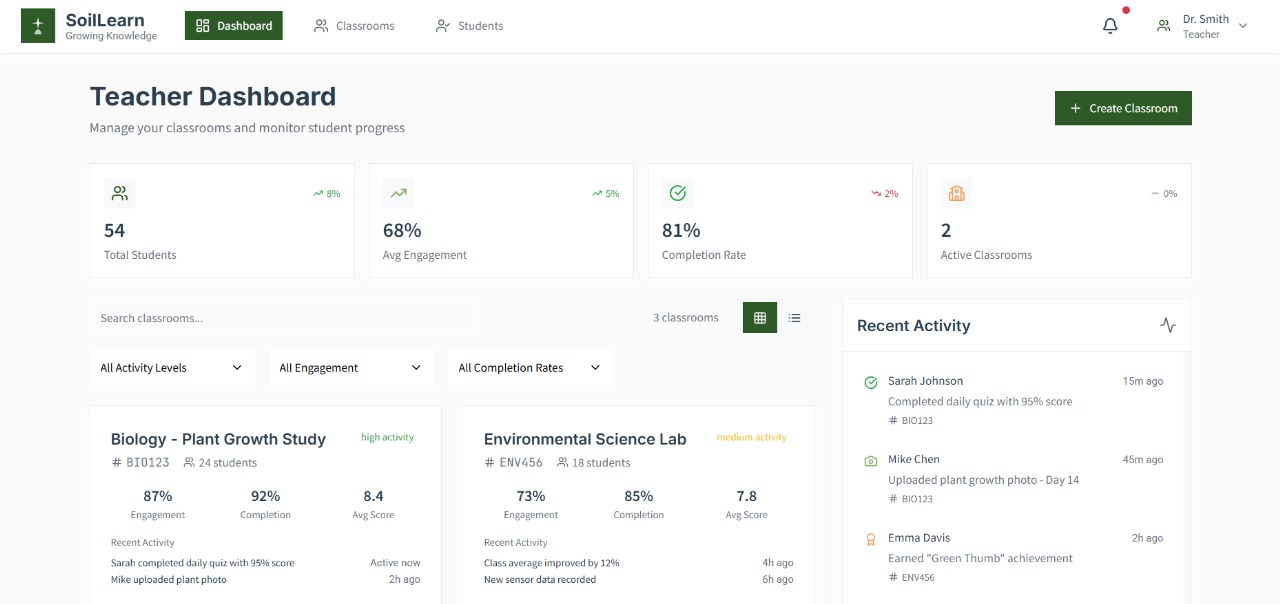 SoilLearn
Growing Knowledge
Dashboard
Classrooms
Students
Dr. Smith
Teacher
Teacher Dashboard
Manage your classrooms and monitor student progress
Create Classroom
8%
54
Total Students
5%
68%
Avg Engagement
2%
81%
Completion Rate
0%
2
Active Classrooms
Search classrooms...
3 classrooms
All Activity Levels
All Engagement
All Completion Rates
Biology - Plant Growth Study
high activity
# BIO123
24 students
87%
92%
8.4
Engagement
Completion
Avg Score
Recent Activity
Sarah completed daily quiz with 95% score
Active now
Mike uploaded plant photo
2h ago
Environmental Science Lab
medium activity
# ENV456
18 students
73%
85%
7.8
Engagement
Completion
Avg Score
Recent Activity
Class average improved by 12%
4h ago
New sensor data recorded
6h ago
Recent Activity
Sarah Johnson
15m ago
Completed daily quiz with 95% score
# BIO123
Mike Chen
45m ago
Uploaded plant growth photo - Day 14
# BIO123
Emma Davis
2h ago
Earned "Green Thumb" achievement
# ENV456